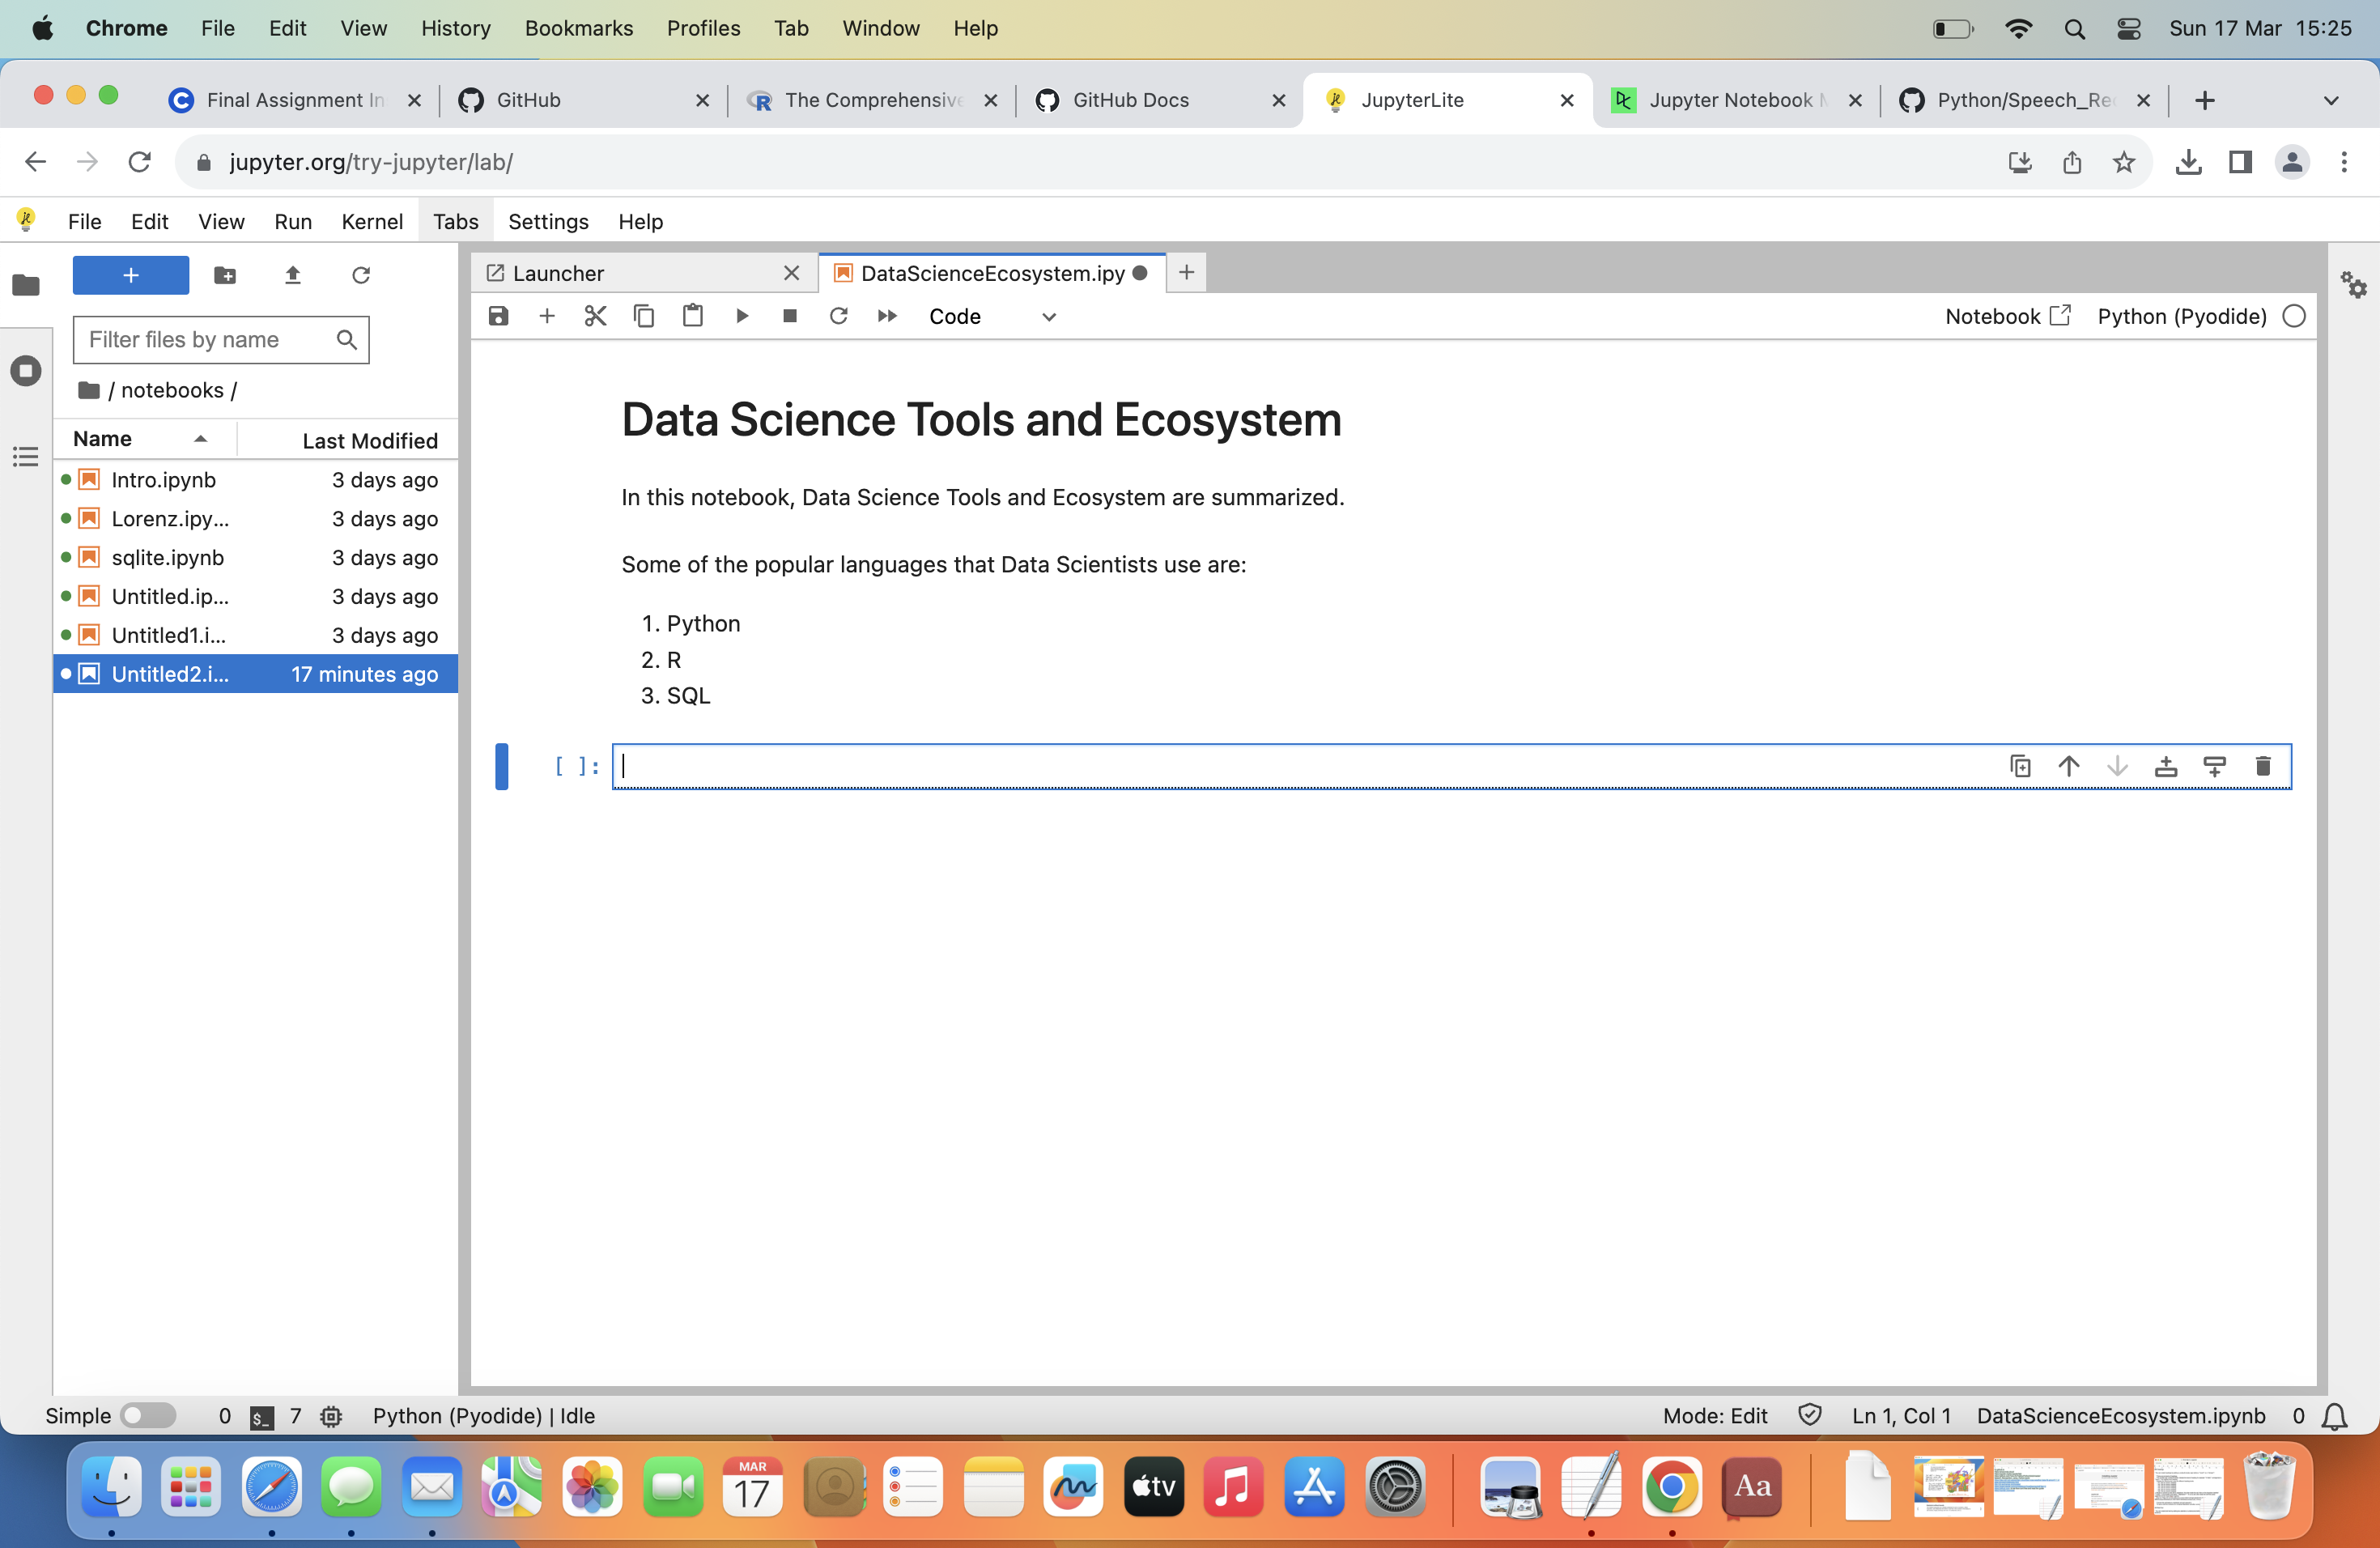 Chrome File Edit View History Bookmarks Profiles Tab Window Help Sun 17 Mar 15:25
Final Assignment In GitHub The Comprehensive GitHub Docs JupyterLite Jupyter Notebook M Python/Speech_Rec
jupyter.org/try-jupyter/lab/
File Edit View Run Kernel Tabs Settings Help
+ Launcher DataScienceEcosystem.ipy
Code Notebook Python (Pyodide)
Filter files by name
/ notebooks /
Name Last Modified
Intro.ipynb 3 days ago
Lorenz.ipy... 3 days ago
sqlite.ipynb 3 days ago
Untitled.ip... 3 days ago
Untitled1.i... 3 days ago
Untitled2.i... 17 minutes ago
Data Science Tools and Ecosystem
In this notebook, Data Science Tools and Ecosystem are summarized.
Some of the popular languages that Data Scientists use are:
1. Python
2. R
3. SQL
[ ]:
Simple 0 $_ 7 Python (Pyodide) | Idle Mode: Edit Ln 1, Col 1 DataScienceEcosystem.ipynb 0
MAR
17
tv
Aa